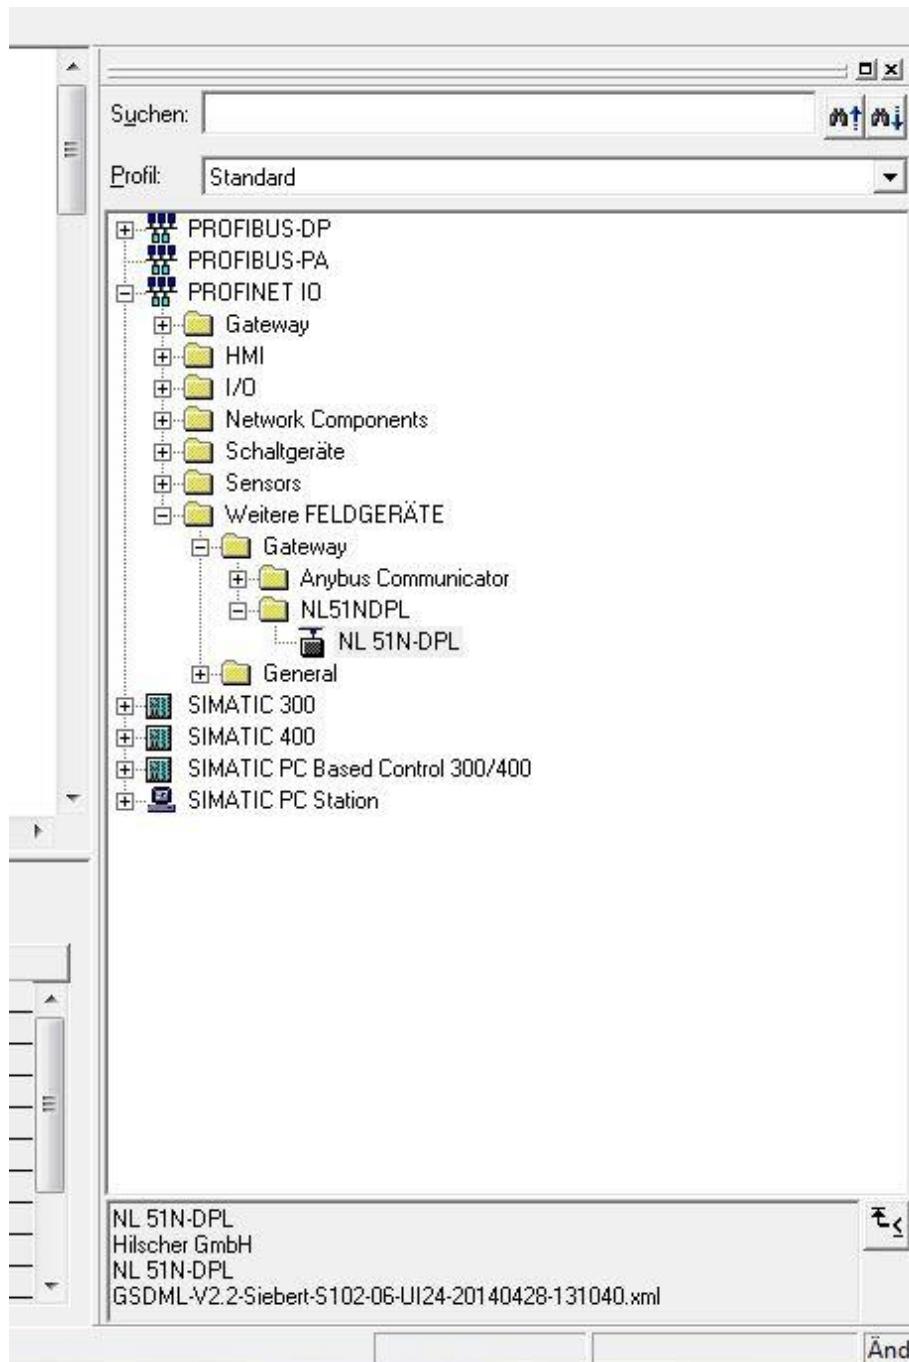 Suchen:
Profil: Standard
PROFIBUS-DP
PROFIBUS-PA
PROFINET IO
Gateway
HMI
I/O
Network Components
Schaltgeräte
Sensors
Weitere FELDGERÄTE
Gateway
Anybus Communicator
NL51NDPL
NL 51N-DPL
General
SIMATIC 300
SIMATIC 400
SIMATIC PC Based Control 300/400
SIMATIC PC Station
NL 51N-DPL
Hilscher GmbH
NL 51N-DPL
GSDML-V2.2-Siebert-S102-06-UI24-20140428-131040.xml
Änd